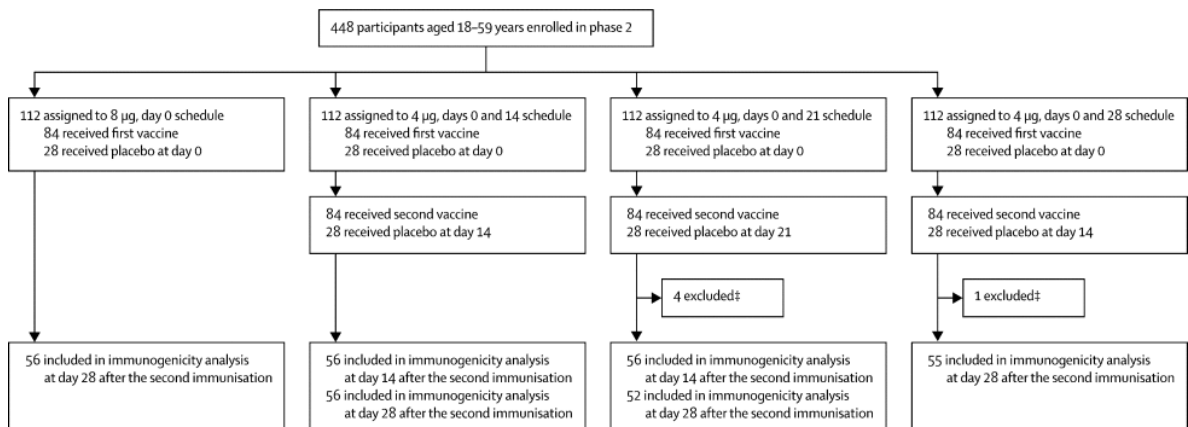 448 participants aged 18–59 years enrolled in phase 2
112 assigned to 8 µg, day 0 schedule
84 received first vaccine
28 received placebo at day 0
112 assigned to 4 µg, days 0 and 14 schedule
84 received first vaccine
28 received placebo at day 0
112 assigned to 4 µg, days 0 and 21 schedule
84 received first vaccine
28 received placebo at day 0
112 assigned to 4 µg, days 0 and 28 schedule
84 received first vaccine
28 received placebo at day 0
84 received second vaccine
28 received placebo at day 14
84 received second vaccine
28 received placebo at day 21
84 received second vaccine
28 received placebo at day 14
4 excluded‡
1 excluded‡
56 included in immunogenicity analysis
at day 28 after the second immunisation
56 included in immunogenicity analysis
at day 14 after the second immunisation
56 included in immunogenicity analysis
at day 28 after the second immunisation
56 included in immunogenicity analysis
at day 14 after the second immunisation
52 included in immunogenicity analysis
at day 28 after the second immunisation
55 included in immunogenicity analysis
at day 28 after the second immunisation